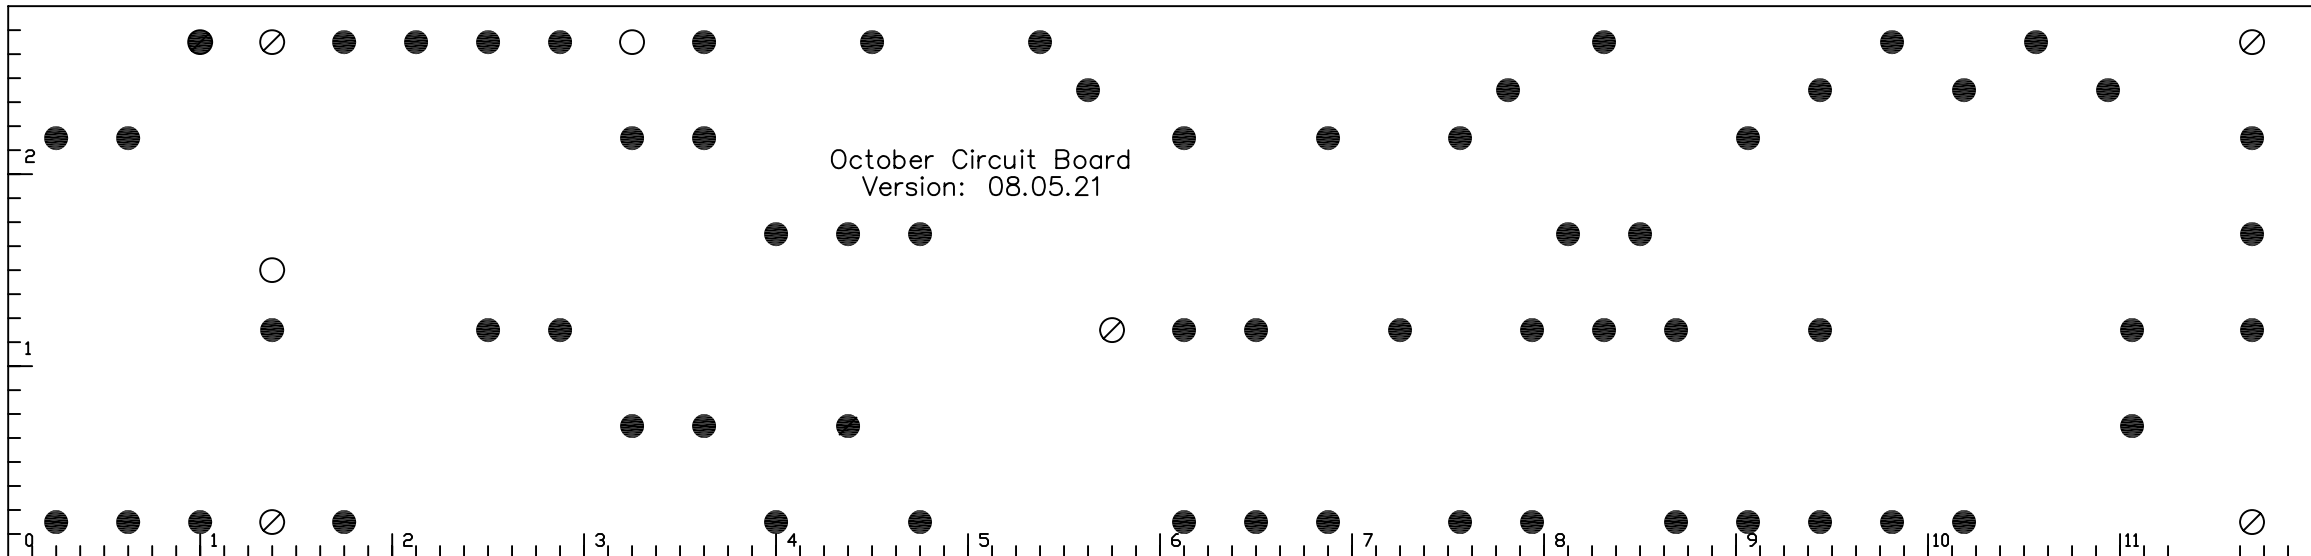 2
October Circuit Board
Version: 08.05.21
1
0 1 2 3 4 5 6 7 8 9 10 11